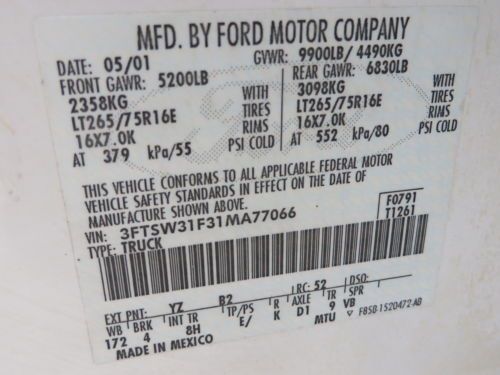 MFD. BY FORD MOTOR COMPANY
DATE: 05/01 GVWR: 9900LB/ 4490KG
FRONT GAWR: 5200LB REAR GAWR: 6830LB
2358KG WITH 3098KG WITH
LT265/75R16E TIRES LT265/75R16E TIRES
16X7.0K RIMS 16X7.0K RIMS
AT 379 kPa/55 PSI COLD AT 552 kPa/80 PSI COLD
THIS VEHICLE CONFORMS TO ALL APPLICABLE FEDERAL MOTOR
VEHICLE SAFETY STANDARDS IN EFFECT ON THE DATE OF
MANUFACTURE SHOWN ABOVE.
VIN: 3FTSW31F31MA77066 F0791
TYPE: TRUCK T1261
EXT PNT: YZ B2 RC: 52 DSO:
WB BRK INT TR TP/PS R AXLE TR SPR
172 4 8H E/ K D1 9 VB
MTU F85B-1520472 AB
MADE IN MEXICO